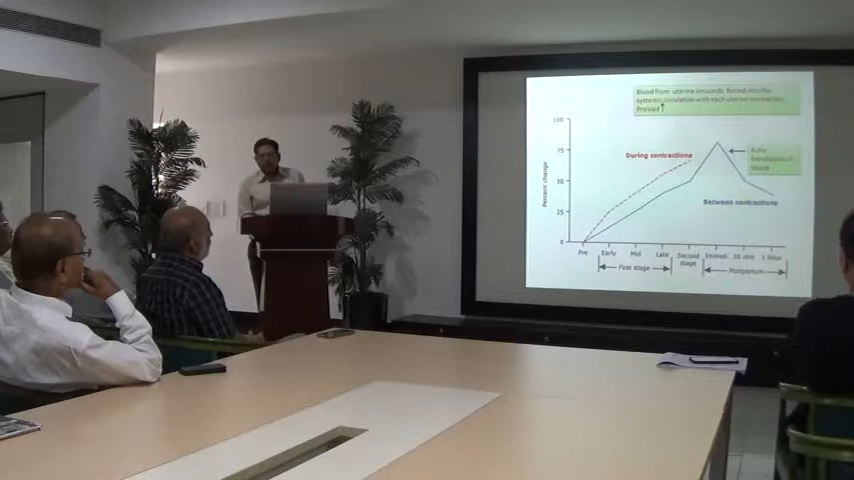 Blood from uterine sinusoids forced into the
systemic circulation with each uterine contraction.
Preload
100
75
50
25
0
Percent change
During contractions
Auto
transfusion of
blood
Between contractions
Pre Early Mid Late Second stage Immed. 10 min 1 hour
First stage
Postpartum